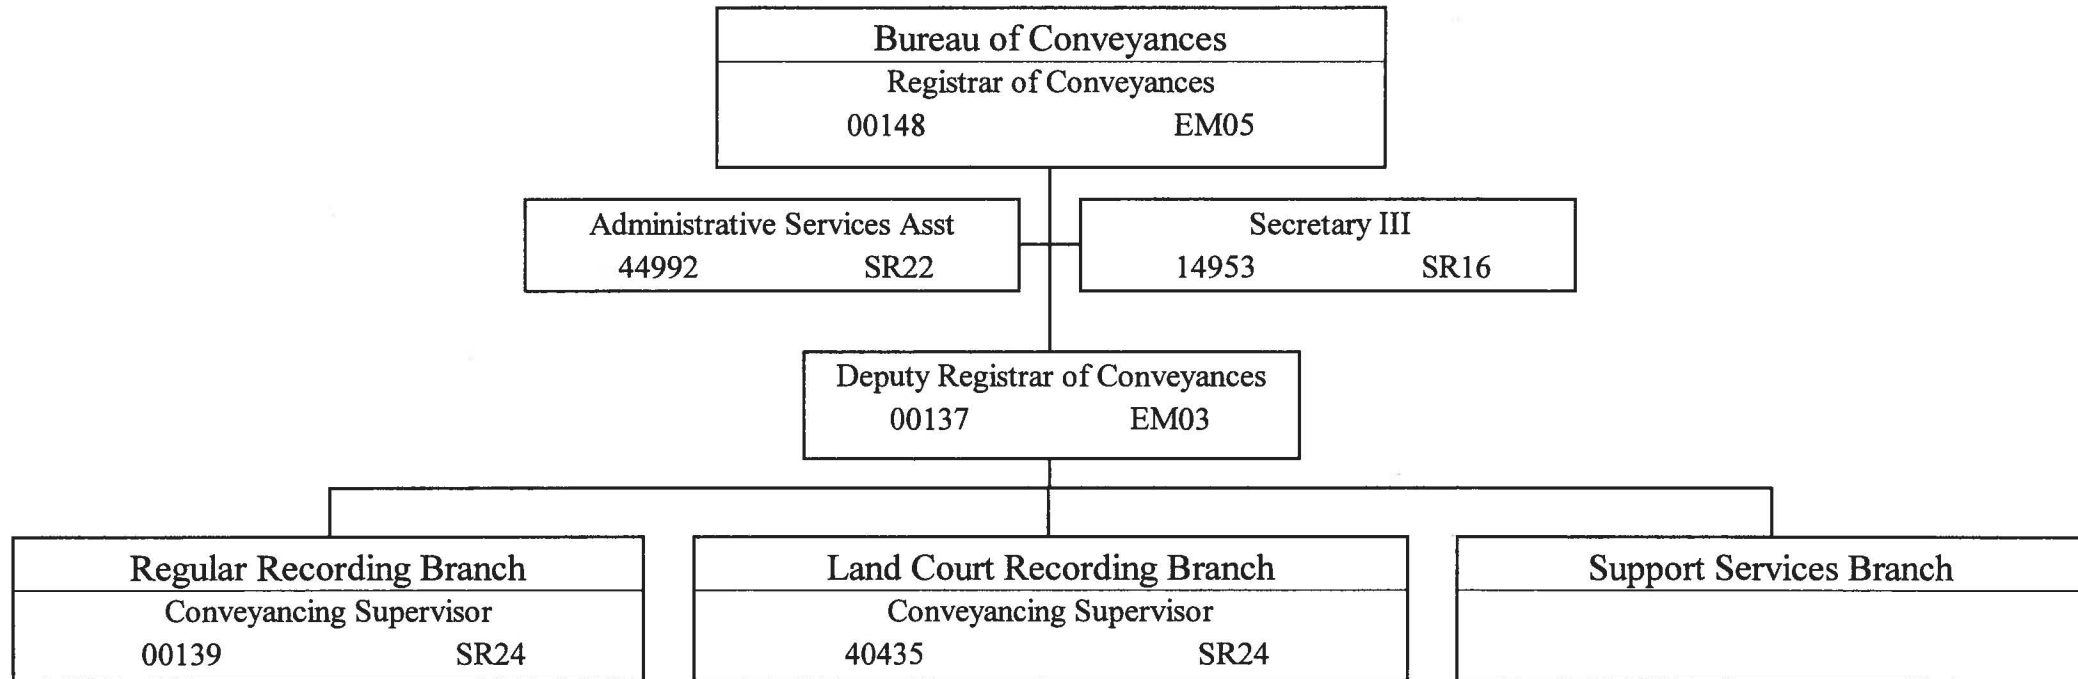 Bureau of Conveyances
Registrar of Conveyances
00148 EM05
Administrative Services Asst
44992 SR22
Secretary III
14953 SR16
Deputy Registrar of Conveyances
00137 EM03
Regular Recording Branch
Conveyancing Supervisor
00139 SR24
Land Court Recording Branch
Conveyancing Supervisor
40435 SR24
Support Services Branch